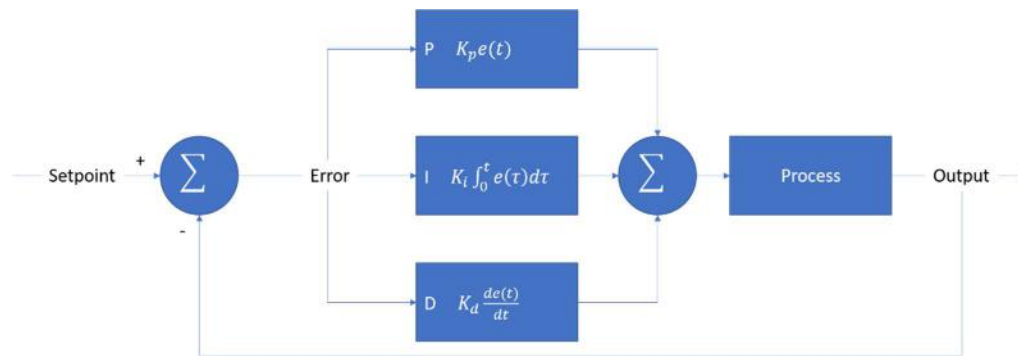 P K_p e(t)
+
Setpoint
∑
Error
I K_i ∫_0^t e(τ)dτ
∑
Process
Output
-
D K_d de(t)/dt